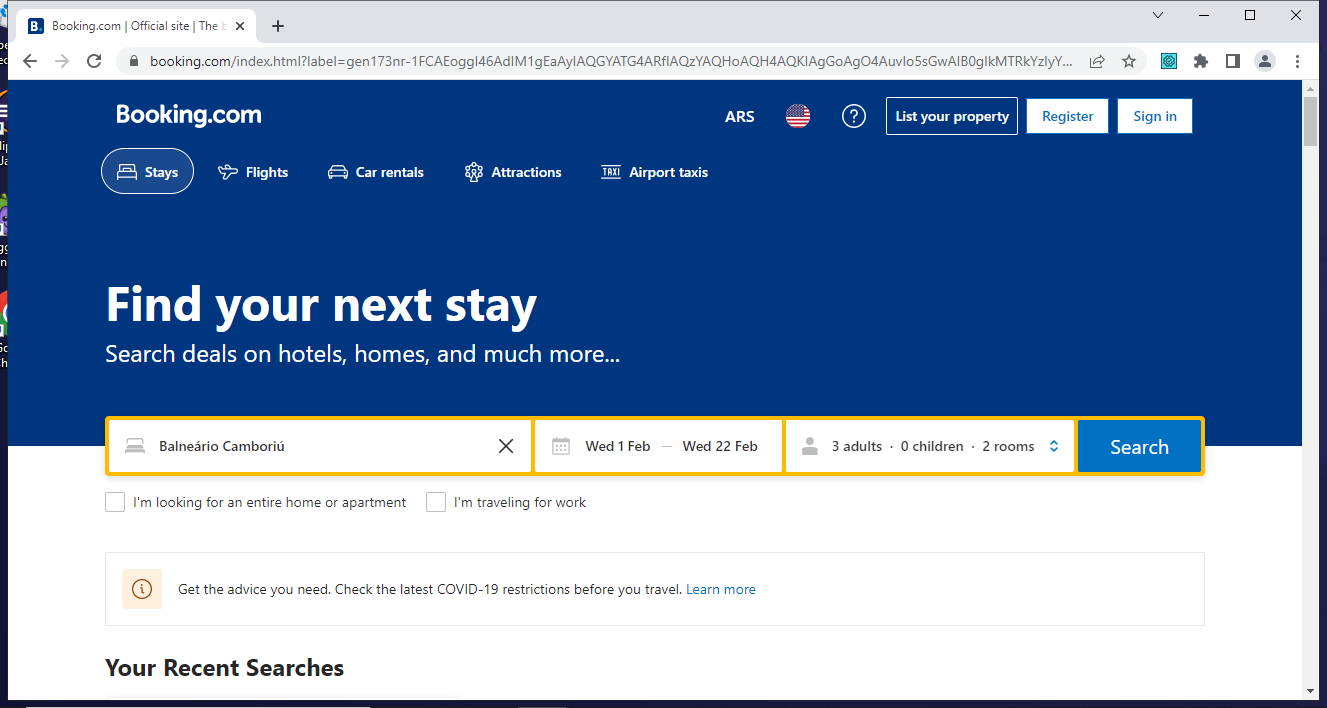 Booking.com | Official site | The b
booking.com/index.html?label=gen173nr-1FCAEoggI46AdIM1gEaAyIAQGYATG4ARfIAQzYAQHoAQH4AQKIAgGoAgO4AuvIo5sGwAIB0gIkMTRkYzIyY...
Booking.com
ARS
?
List your property
Register
Sign in
Stays
Flights
Car rentals
TAXI
Attractions
Airport taxis
Find your next stay
Search deals on hotels, homes, and much more...
Balneário Camboriú
Wed 1 Feb — Wed 22 Feb
3 adults · 0 children · 2 rooms
Search
I'm looking for an entire home or apartment
I'm traveling for work
Get the advice you need. Check the latest COVID-19 restrictions before you travel. Learn more
Your Recent Searches